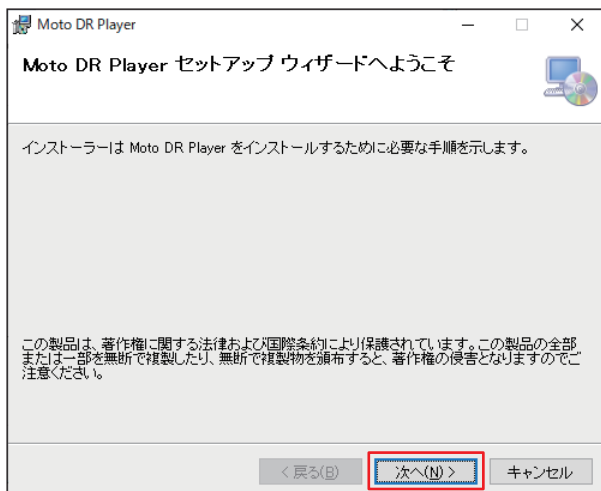 Moto DR Player
Moto DR Player セットアップ ウィザードへようこそ
インストーラーは Moto DR Player をインストールするために必要な手順を示します。
この製品は、著作権に関する法律および国際条約により保護されています。この製品の全部
または一部を無断で複製したり、無断で複製物を頒布すると、著作権の侵害となりますのでご
注意ください。
< 戻る(B)
次へ(N) >
キャンセル